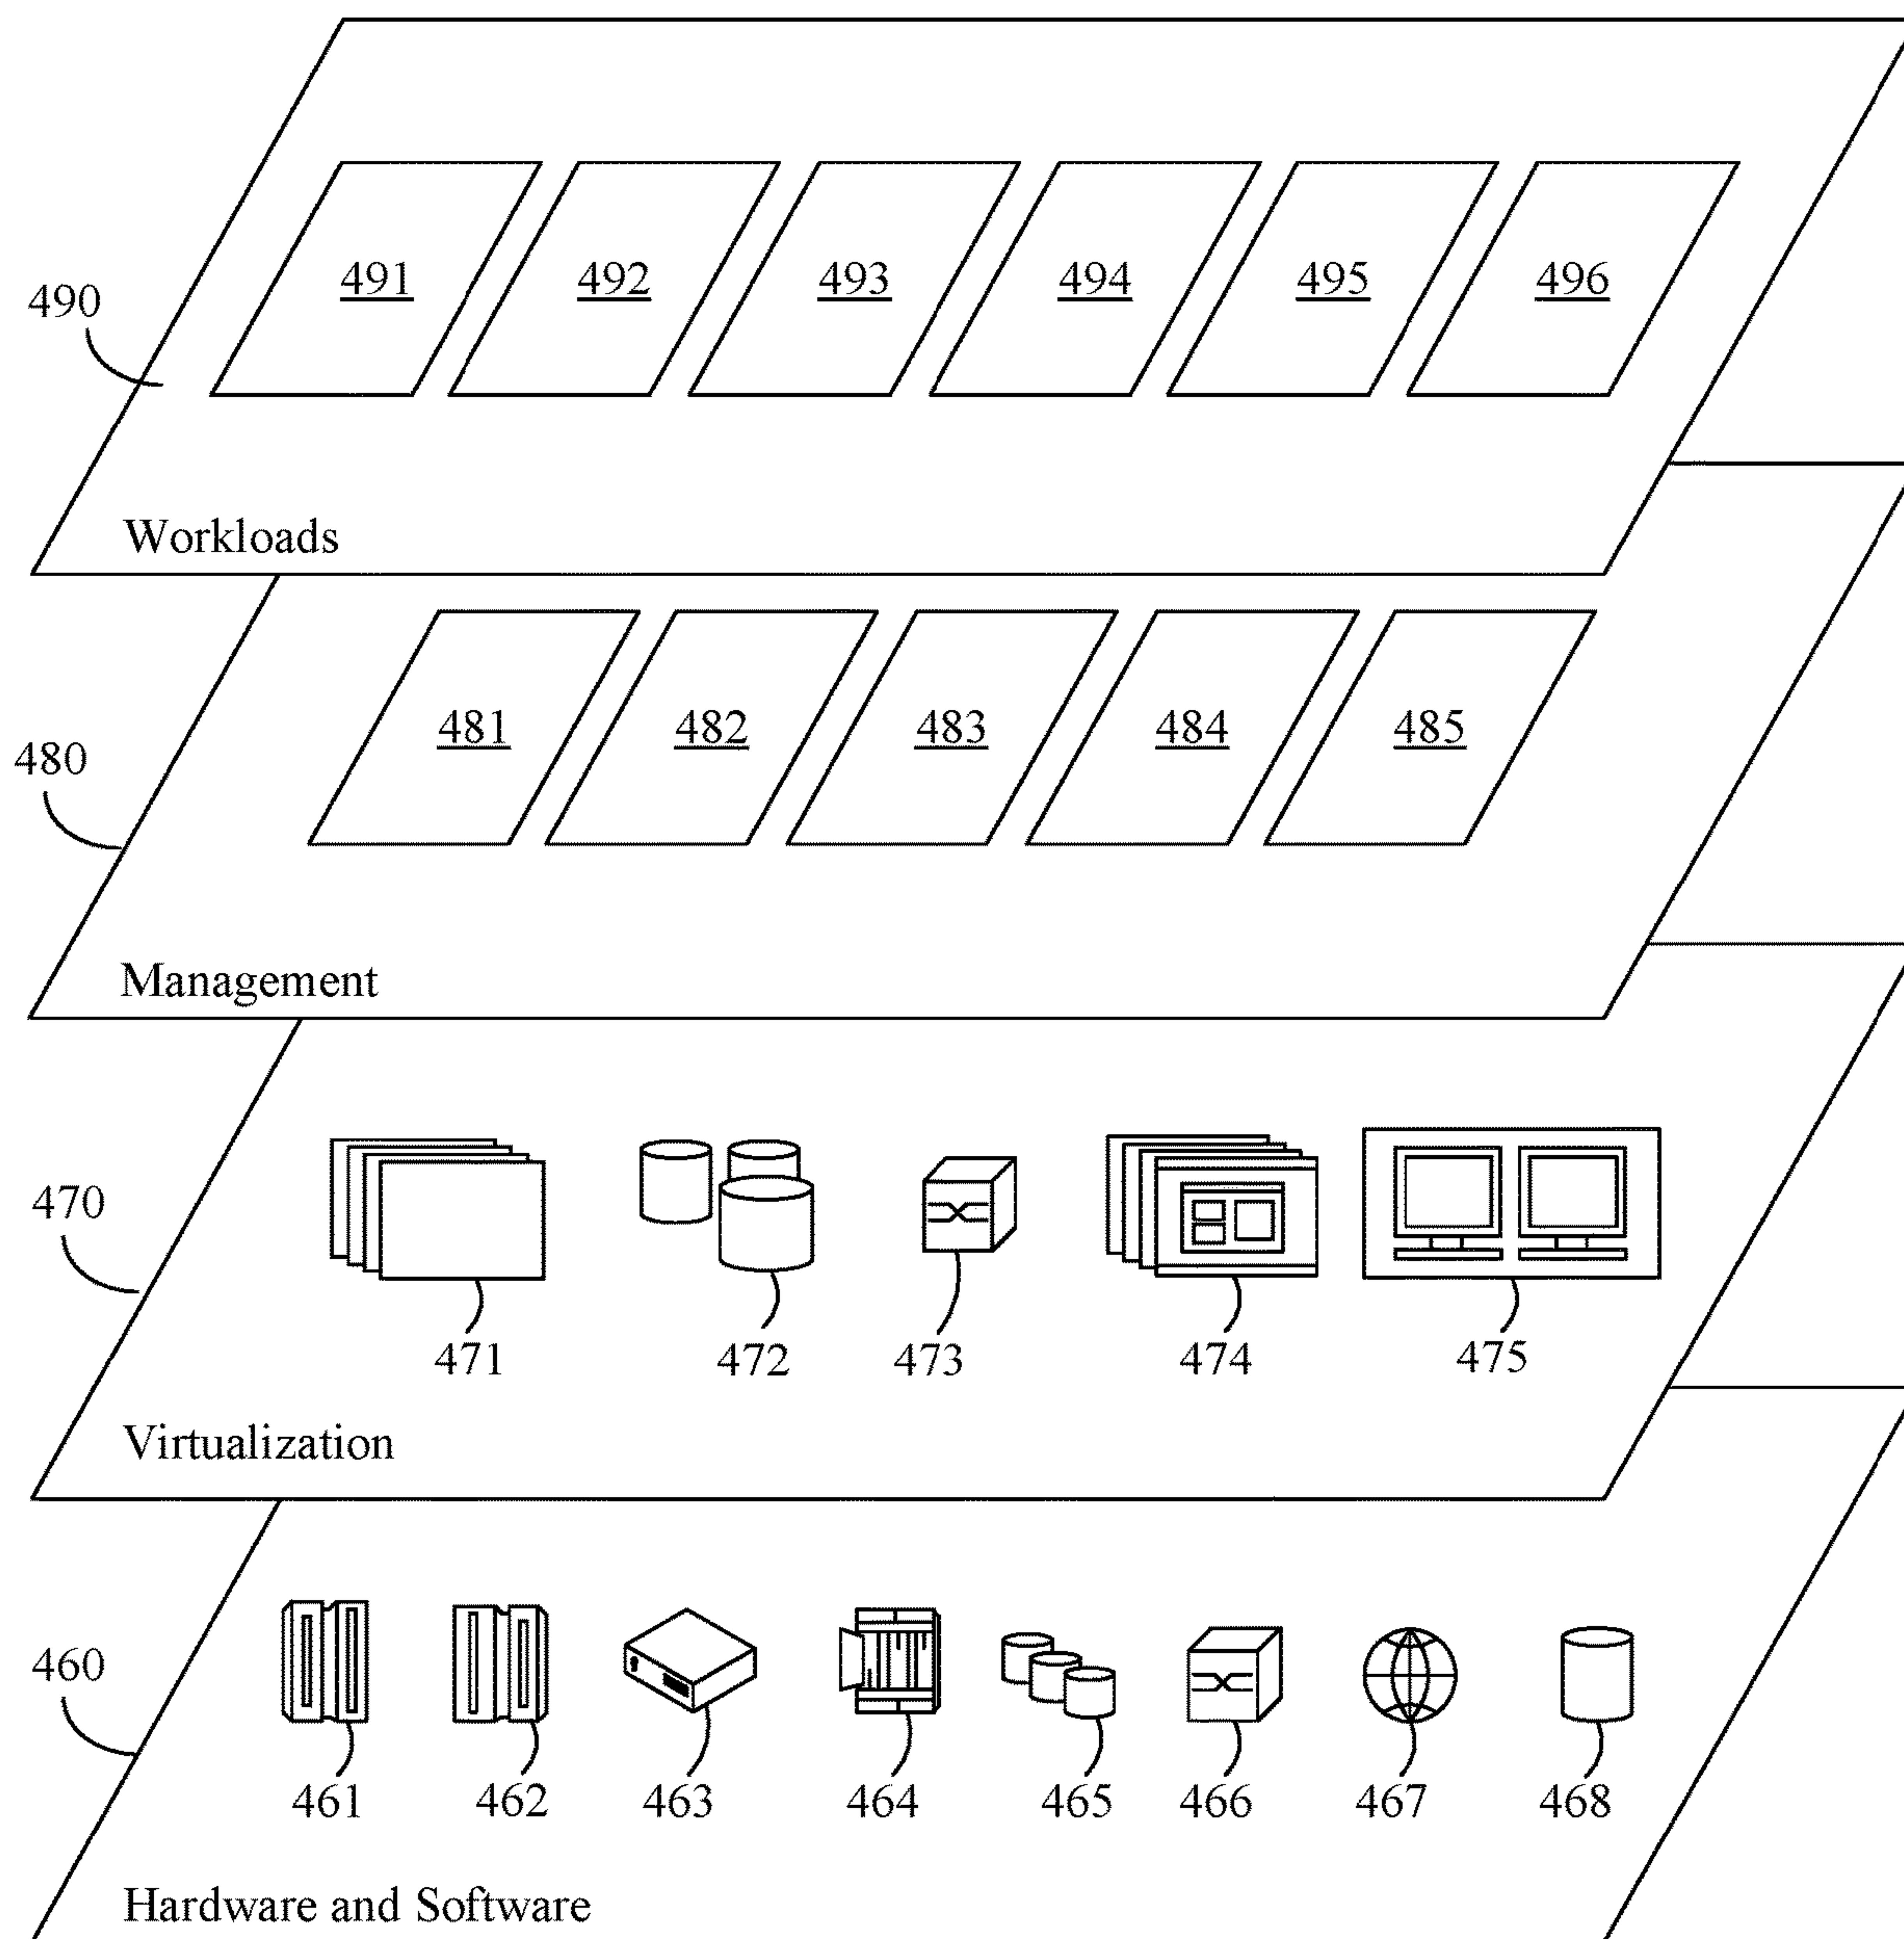 491 492 493 494 495 496
490
Workloads
481 482 483 484 485
480
Management
470
471 472 473 474 475
Virtualization
460
461 462 463 464 465 466 467 468
Hardware and Software